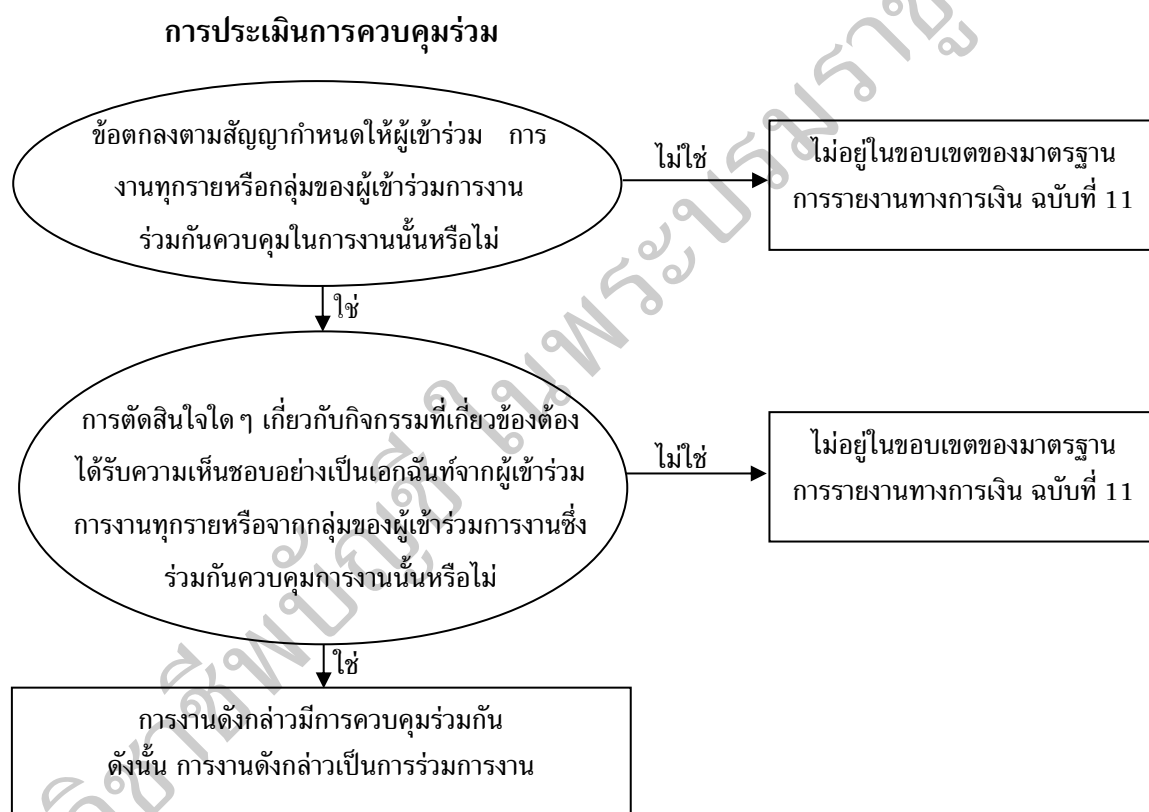 การประเมินการควบคุมร่วม
ข้อตกลงตามสัญญากำหนดให้ผู้เข้าร่วม การ
งานทุกรายหรือกลุ่มของผู้เข้าร่วมการงาน
ร่วมกันควบคุมในการงานนั้นหรือไม่
ไม่ใช่
ไม่อยู่ในขอบเขตของมาตรฐาน
การรายงานทางการเงิน ฉบับที่ 11
ใช่
การตัดสินใจใด ๆ เกี่ยวกับกิจกรรมที่เกี่ยวข้องต้อง
ได้รับความเห็นชอบอย่างเป็นเอกฉันท์จากผู้เข้าร่วม
การงานทุกรายหรือจากกลุ่มของผู้เข้าร่วมการงานซึ่ง
ร่วมกันควบคุมการงานนั้นหรือไม่
ไม่ใช่
ไม่อยู่ในขอบเขตของมาตรฐาน
การรายงานทางการเงิน ฉบับที่ 11
ใช่
การงานดังกล่าวมีการควบคุมร่วมกัน
ดังนั้น การงานดังกล่าวเป็นการร่วมการงาน
วิชาชีพบัญชี ในพระบรมราชู